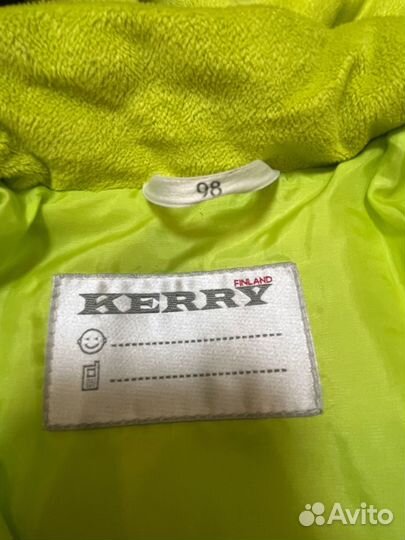 98
FINLAND
KERRY
Avito